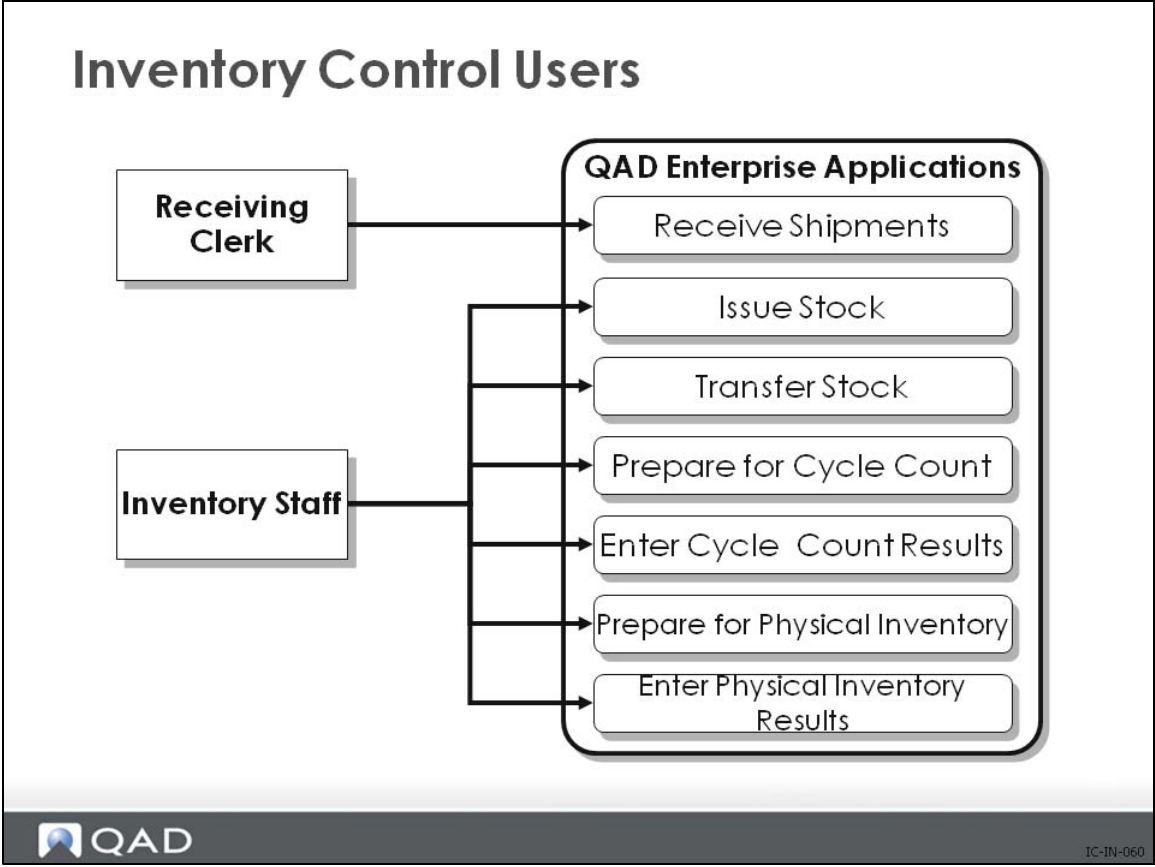 Inventory Control Users
QAD Enterprise Applications
Receiving
Clerk
Receive Shipments
Issue Stock
Transfer Stock
Prepare for Cycle Count
Inventory Staff
Enter Cycle Count Results
Prepare for Physical Inventory
Enter Physical Inventory
Results
QAD
IC-IN-060